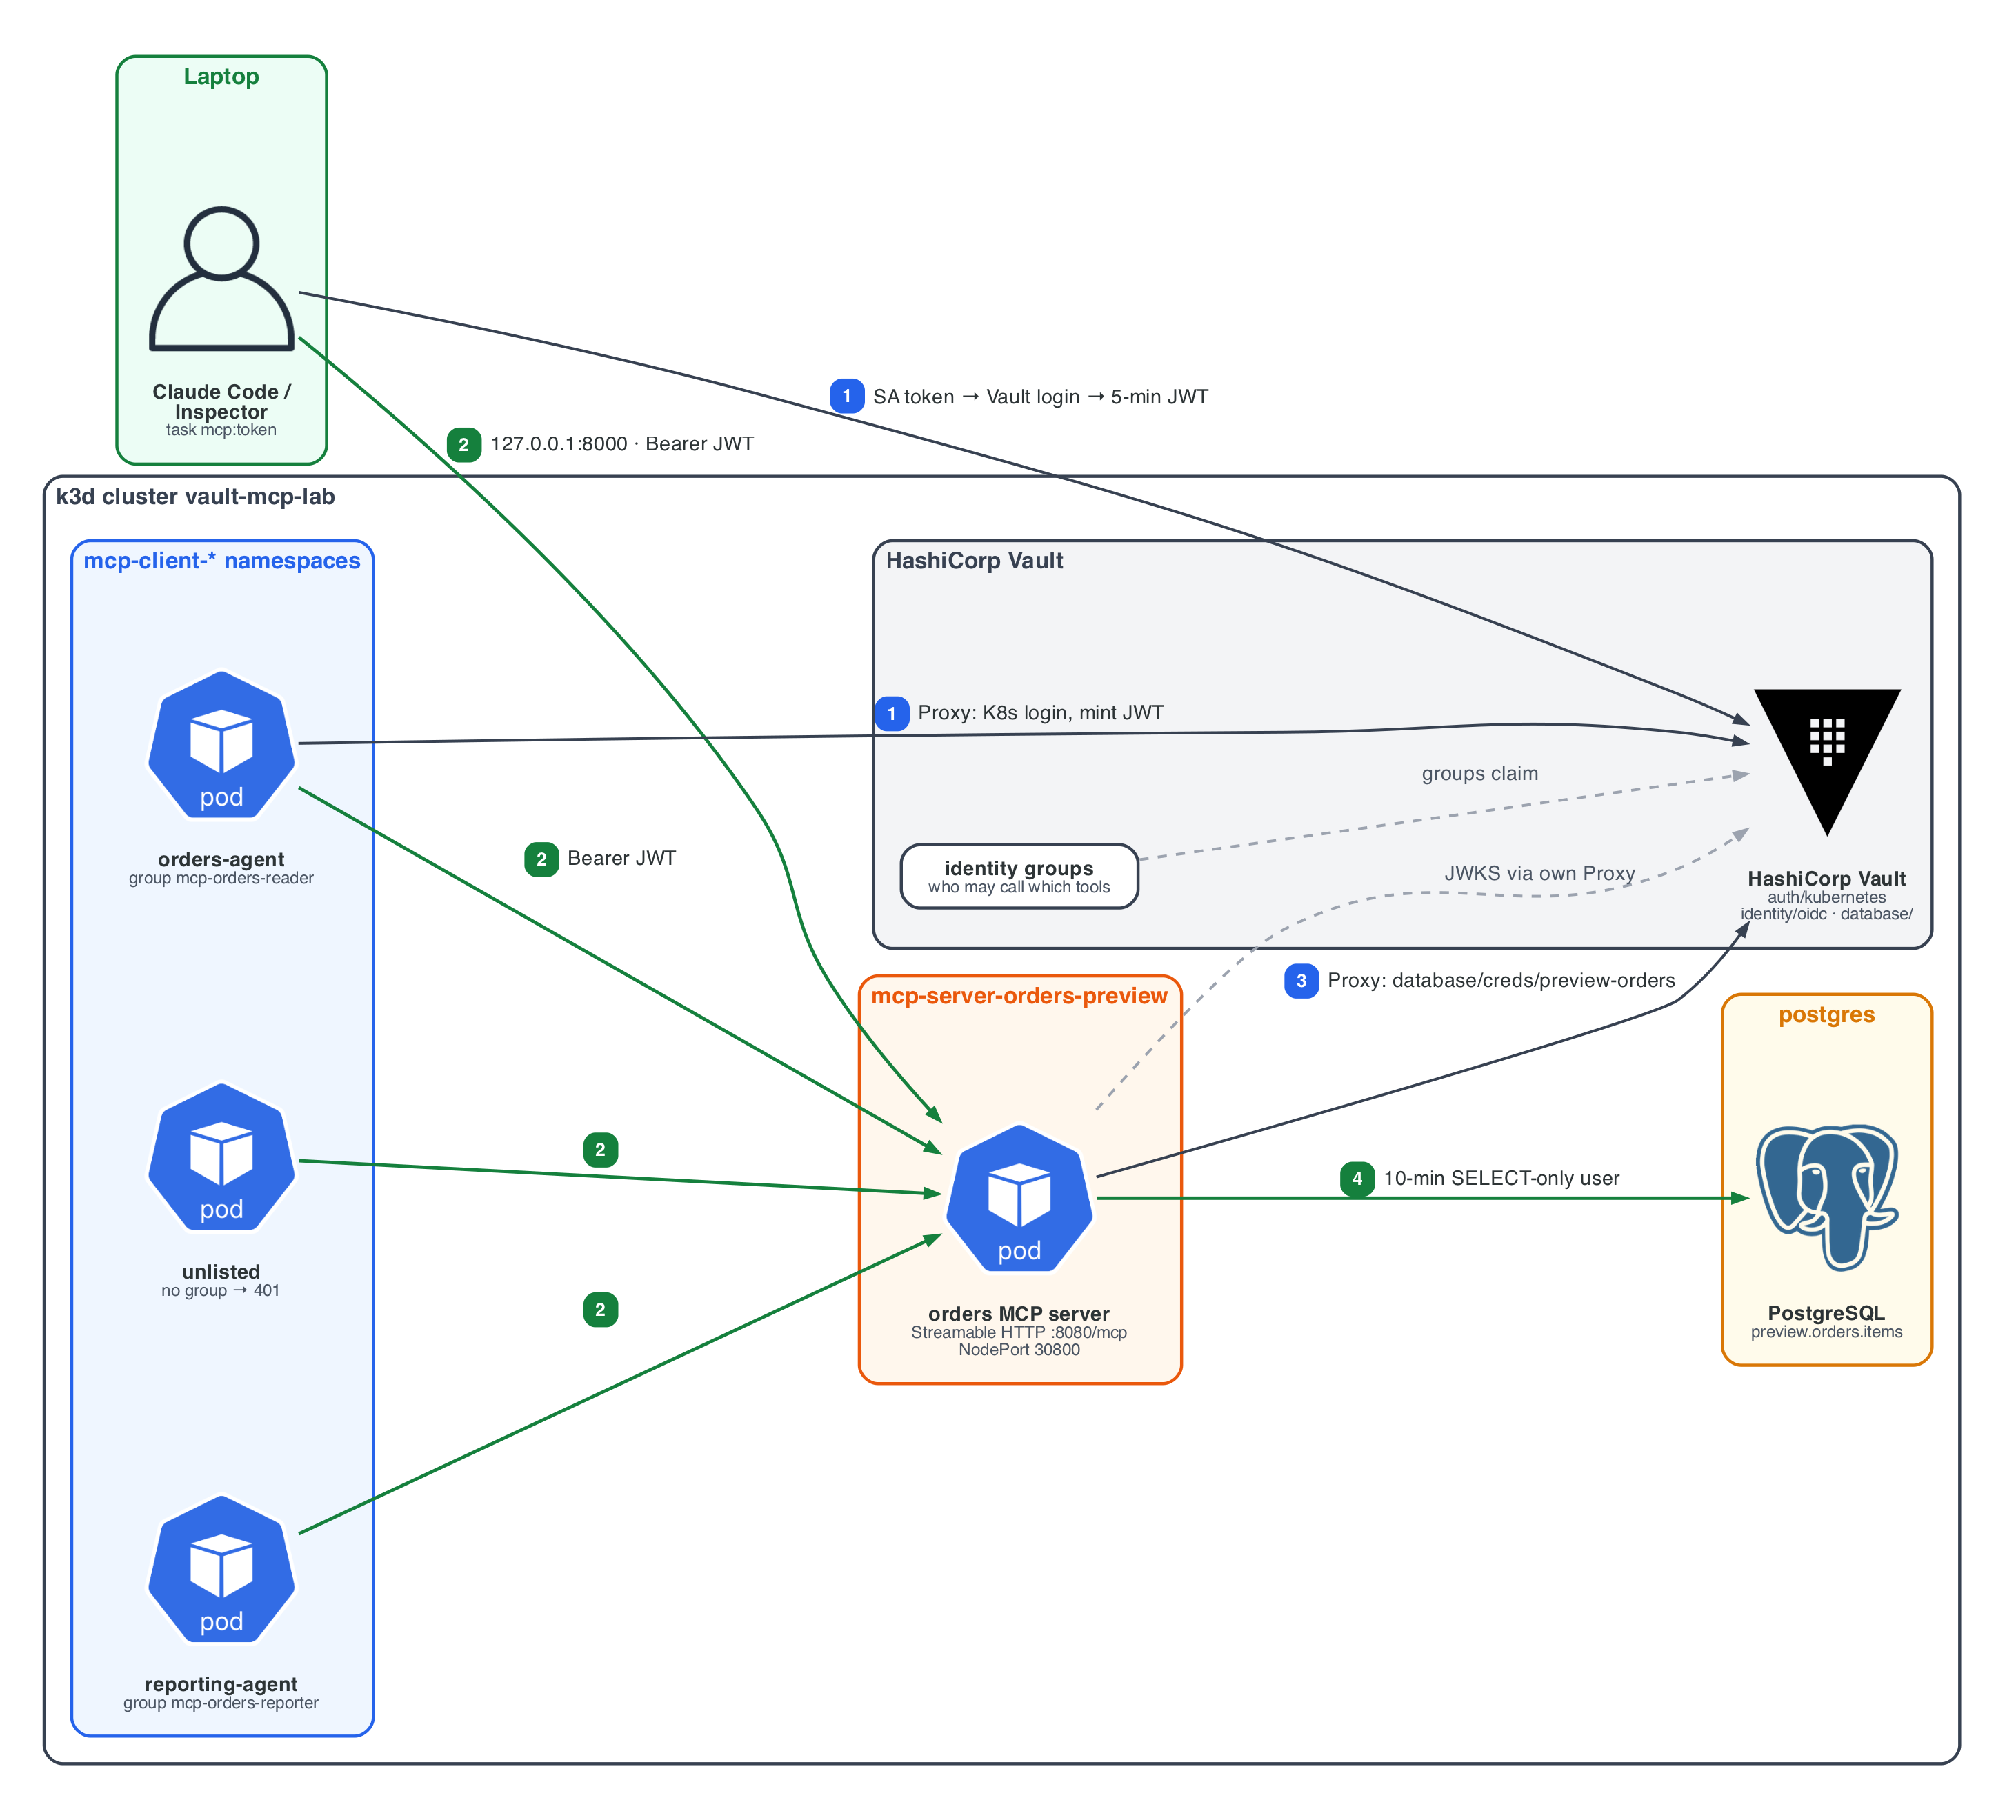 Laptop
Claude Code /
Inspector
task mcp:token
1 SA token → Vault login → 5-min JWT
2 127.0.0.1:8000 · Bearer JWT
k3d cluster vault-mcp-lab
mcp-client-* namespaces
HashiCorp Vault
1 Proxy: K8s login, mint JWT
pod
orders-agent
group mcp-orders-reader
groups claim
2 Bearer JWT
identity groups
who may call which tools
JWKS via own Proxy
HashiCorp Vault
auth/kubernetes
identity/oidc · database/
3 Proxy: database/creds/preview-orders
mcp-server-orders-preview
postgres
2
pod
unlisted
no group → 401
4 10-min SELECT-only user
2
pod
orders MCP server
Streamable HTTP :8080/mcp
NodePort 30800
PostgreSQL
preview.orders.items
pod
reporting-agent
group mcp-orders-reporter